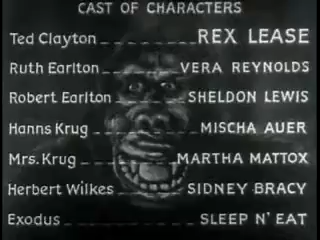 CAST OF CHARACTERS
Ted Clayton REX LEASE
Ruth Earlton VERA REYNOLDS
Robert Earlton SHELDON LEWIS
Hanns Krug MISCHA AUER
Mrs. Krug MARTHA MATTOX
Herbert Wilkes SIDNEY BRACY
Exodus SLEEP N' EAT